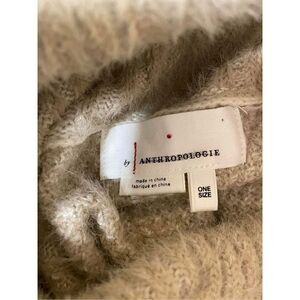 by ANTHROPOLOGIE
made in china
fabriqué en chine
ONE
SIZE